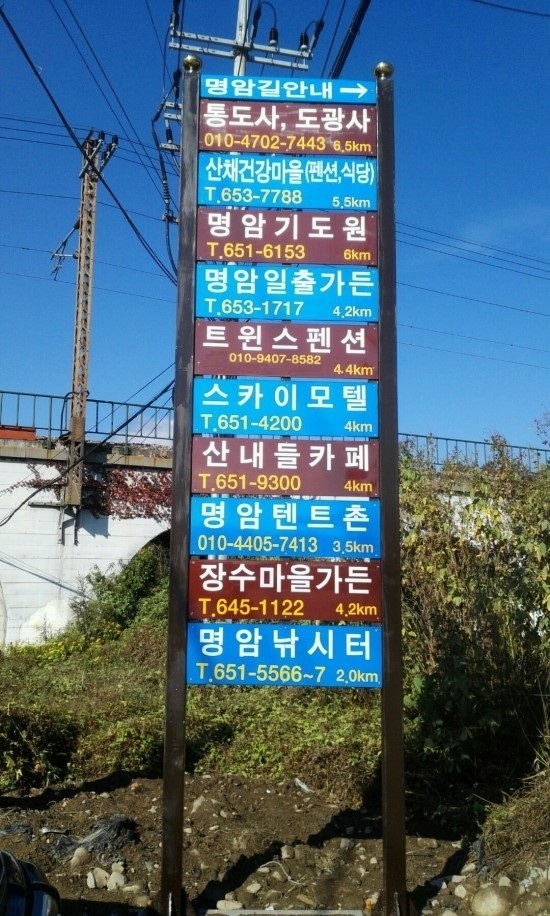 명암길안내→
통도사, 도광사
010-4702-7443 6,5km
산채건강마을(펜션,식당)
T.653-7788 5,5km
명암기도원
T.651-6153 6km
명암일출가든
T.653-1717 4,2km
트윈스펜션
010-9407-8582
4.4km
스카이모텔
T.651-4200 4km
산내들카페
T.651-9300 4km
명암텐트촌
010-4405-7413 3,5km
장수마을가든
T.645-1122 4,2km
명암낚시터
T.651-5566~7 2,0km